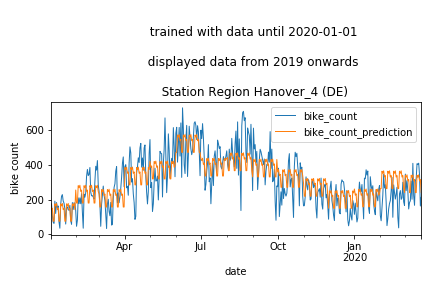 trained with data until 2020-01-01
displayed data from 2019 onwards
Station Region Hanover_4 (DE)
bike_count
bike_count_prediction
600
400
200
0
bike count
Apr
Jul
Oct
Jan
2020
date